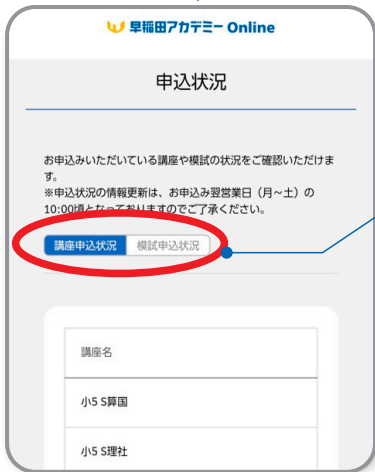 早稲田アカデミー Online
申込状況
お申込みいただいている講座や模試の状況をご確認いただけま
す。
※申込状況の情報更新は、お申込み翌営業日（月～土）の
10:00頃となっておりますのでご了承ください。
講座申込状況 模試申込状況
講座名
小5 S算国
小5 S理社